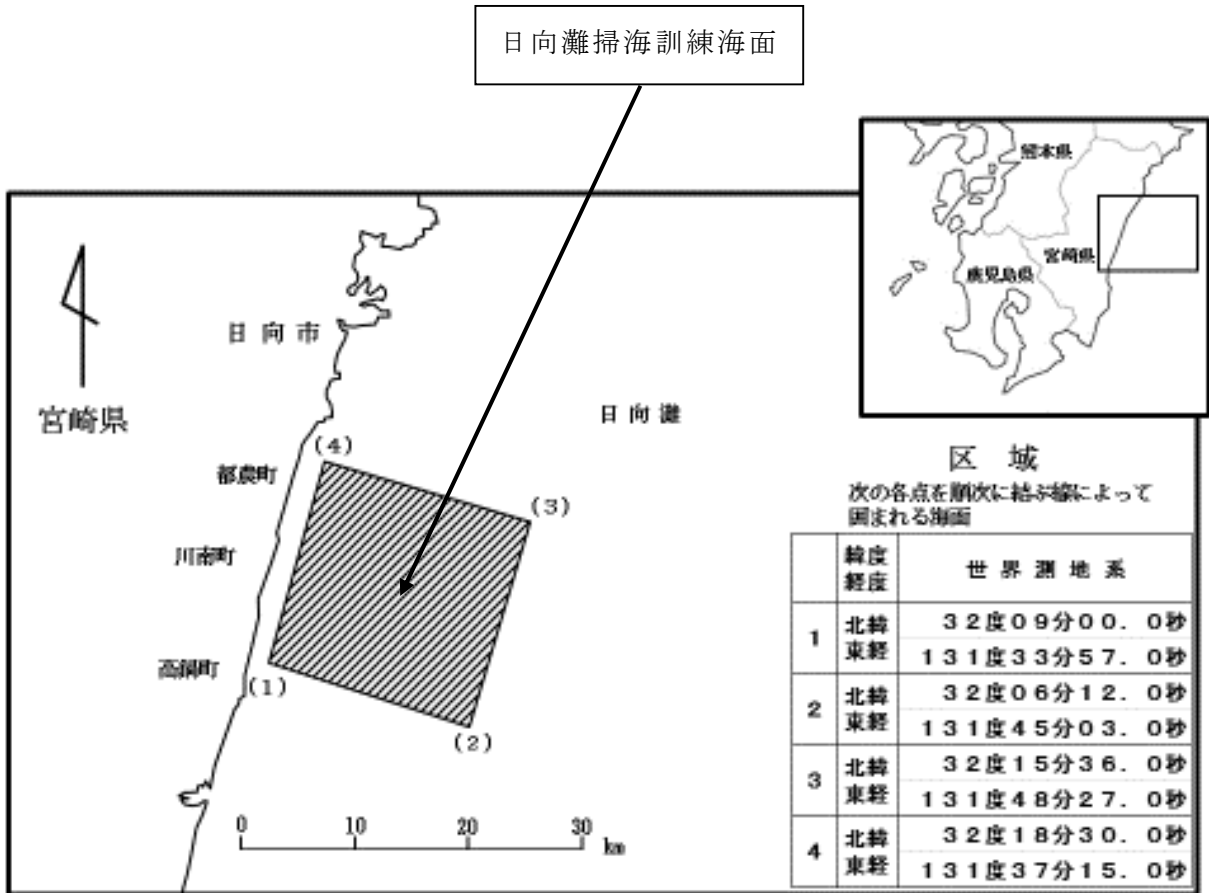 日向灘掃海訓練海面
熊本県
宮崎県
鹿児島県
日向市
宮崎県
日向灘
都農町
川南町
高鍋町
(4)
(3)
(1)
(2)
0 10 20 30
km
区 域
次の各点を順次に結ぶ線によって
囲まれる海面
緯度
経度
世界測地系
1 北緯 32度09分00. 0秒
東経 131度33分57. 0秒
2 北緯 32度06分12. 0秒
東経 131度45分03. 0秒
3 北緯 32度15分36. 0秒
東経 131度48分27. 0秒
4 北緯 32度18分30. 0秒
東経 131度37分15. 0秒